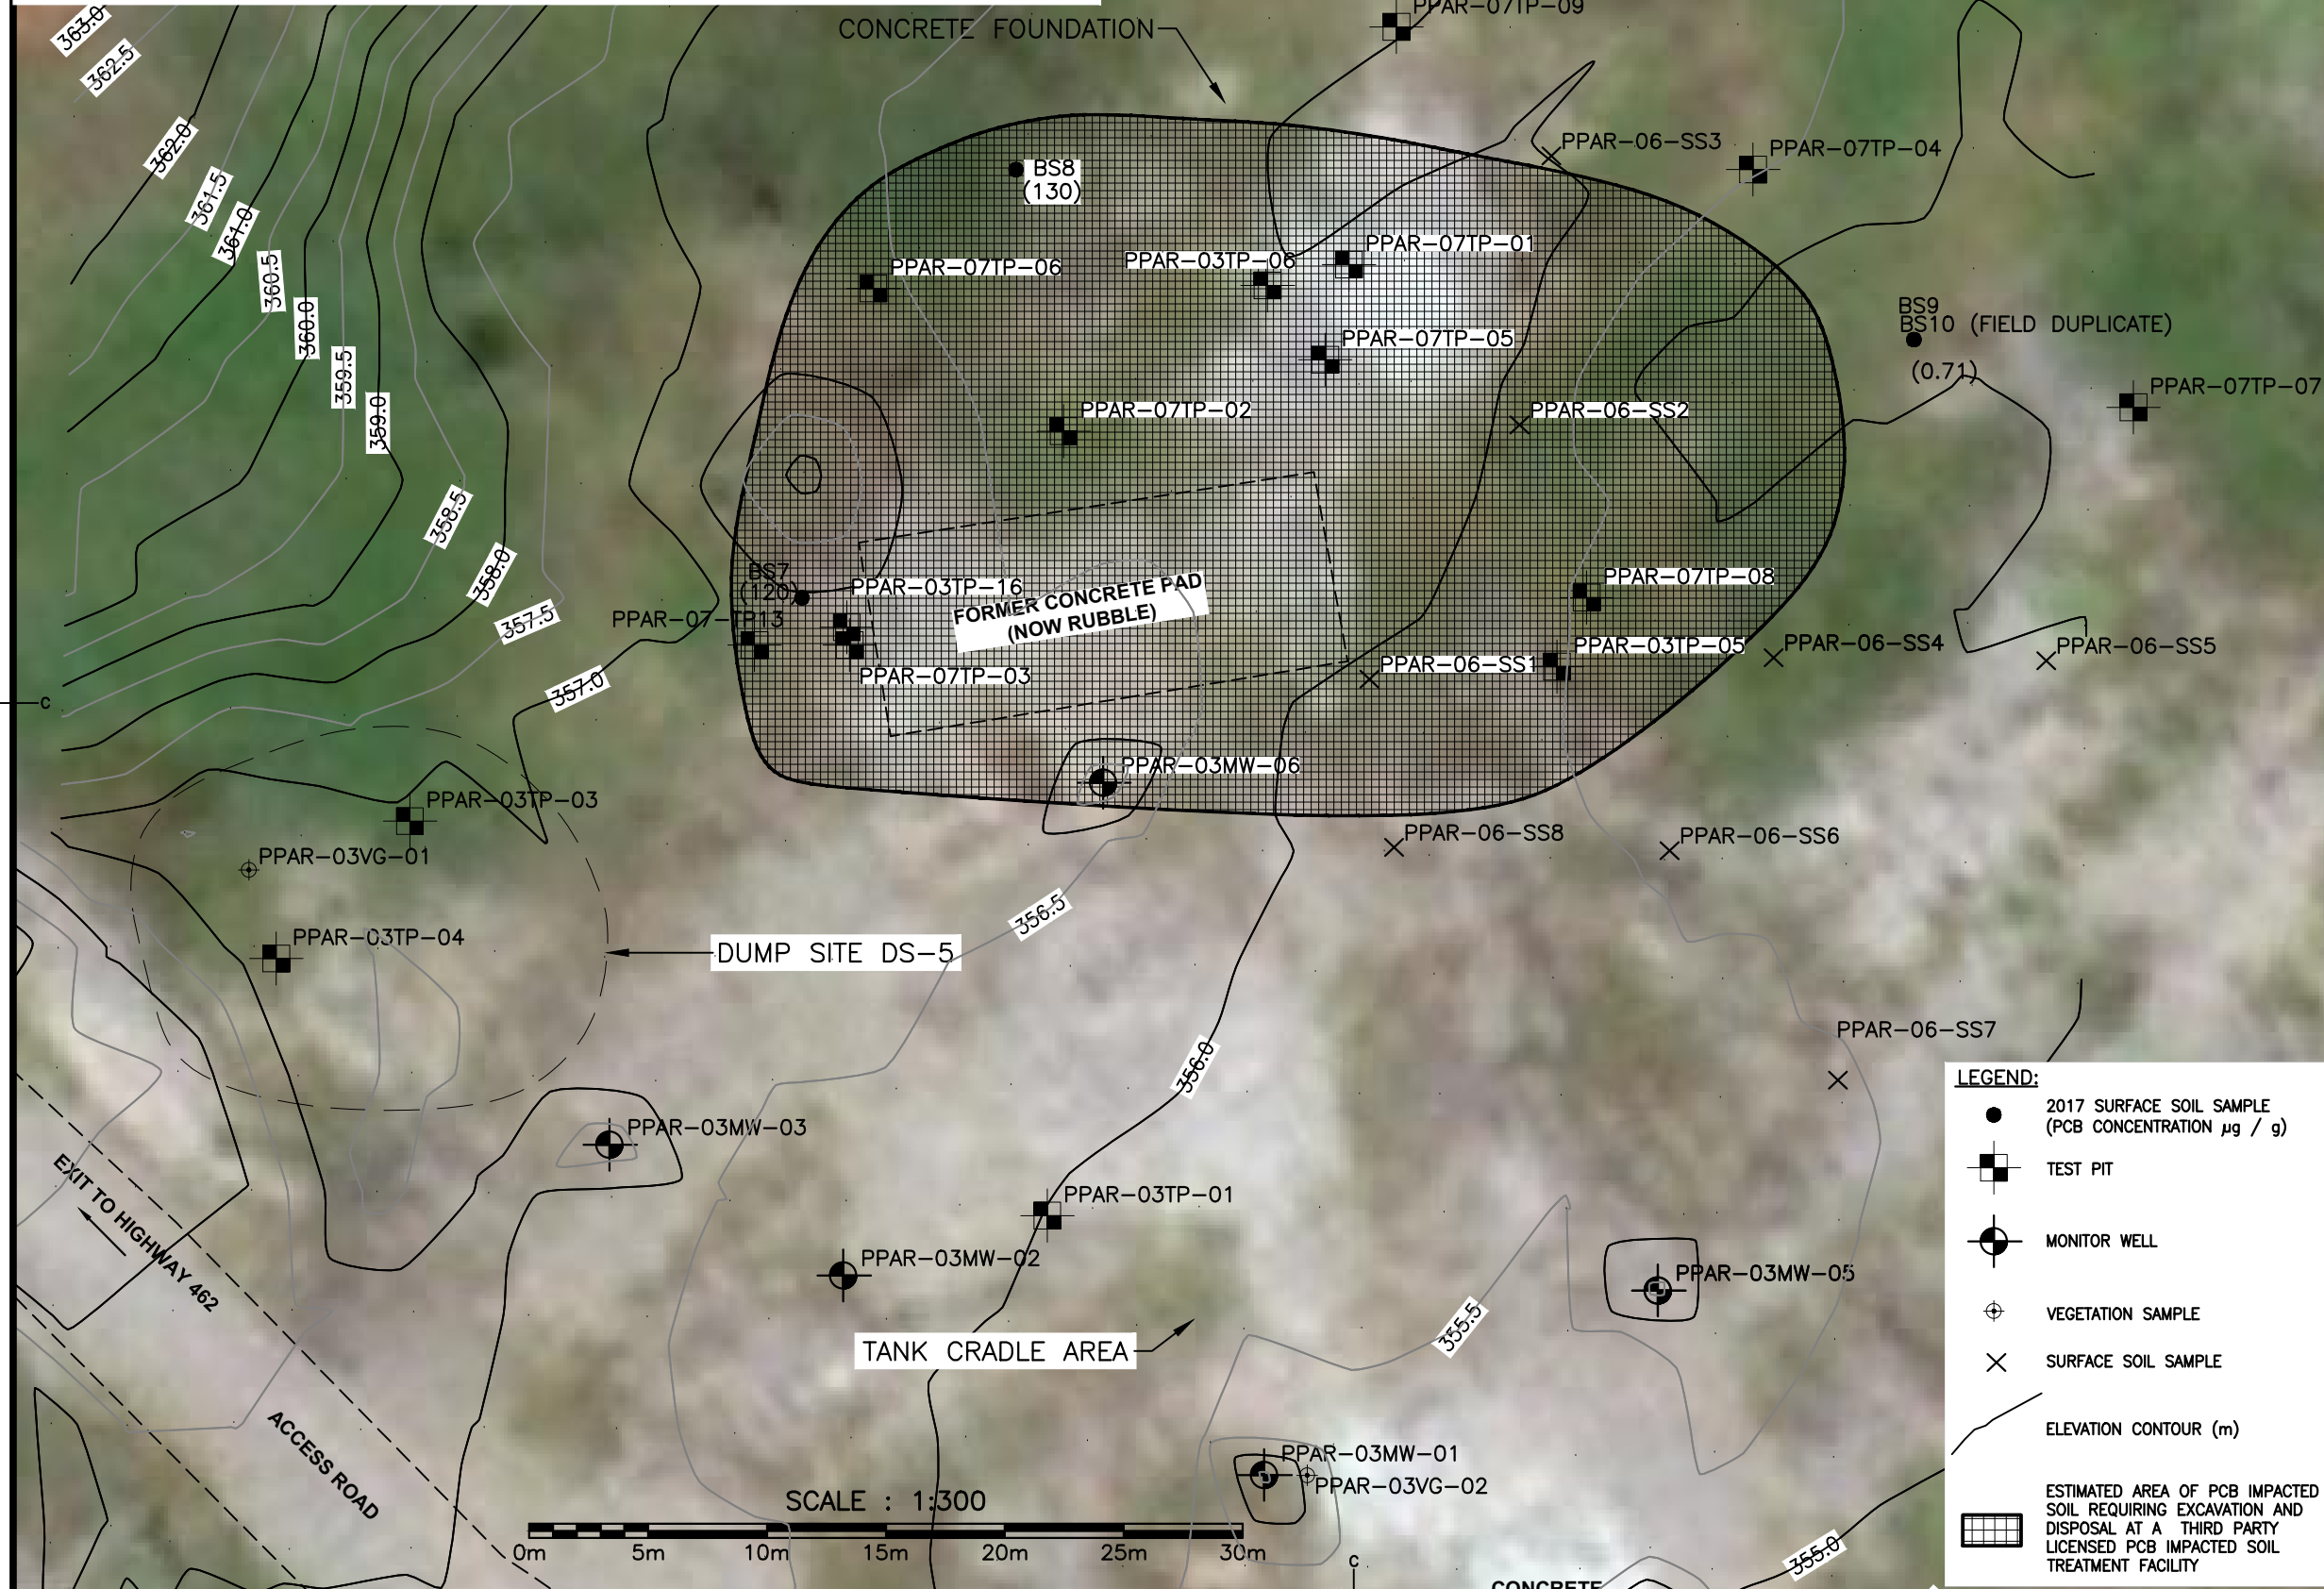 363.0
362.5
362.0
361.5
361.0
360.5
360.0
359.5
359.0
358.5
358.0
357.5
357.0
CONCRETE FOUNDATION
PPAR-07TP-09
PPAR-06-SS3
PPAR-07TP-04
BS8
(130)
PPAR-07TP-06
PPAR-03TP-06
PPAR-07TP-01
PPAR-07TP-05
BS9
BS10 (FIELD DUPLICATE)
(0.71)
PPAR-07TP-07
PPAR-07TP-02
PPAR-06-SS2
BS7
(120)
PPAR-03TP-16
PPAR-07-TP13
PPAR-07TP-03
FORMER CONCRETE PAD
(NOW RUBBLE)
PPAR-07TP-08
PPAR-03TP-05
PPAR-06-SS1
PPAR-06-SS4
PPAR-06-SS5
C
PPAR-03MW-06
PPAR-03TP-03
PPAR-03VG-01
PPAR-03TP-04
DUMP SITE DS-5
356.5
PPAR-06-SS8
PPAR-06-SS6
PPAR-06-SS7
356.0
PPAR-03MW-03
PPAR-03TP-01
PPAR-03MW-02
PPAR-03MW-05
TANK CRADLE AREA
355.5
EXIT TO HIGHWAY 462
ACCESS ROAD
PPAR-03MW-01
PPAR-03VG-02
SCALE : 1:300
0m 5m 10m 15m 20m 25m 30m
C
CONCRETE
355.0
LEGEND:
2017 SURFACE SOIL SAMPLE
(PCB CONCENTRATION µg / g)
TEST PIT
MONITOR WELL
VEGETATION SAMPLE
SURFACE SOIL SAMPLE
ELEVATION CONTOUR (m)
ESTIMATED AREA OF PCB IMPACTED
SOIL REQUIRING EXCAVATION AND
DISPOSAL AT A THIRD PARTY
LICENSED PCB IMPACTED SOIL
TREATMENT FACILITY